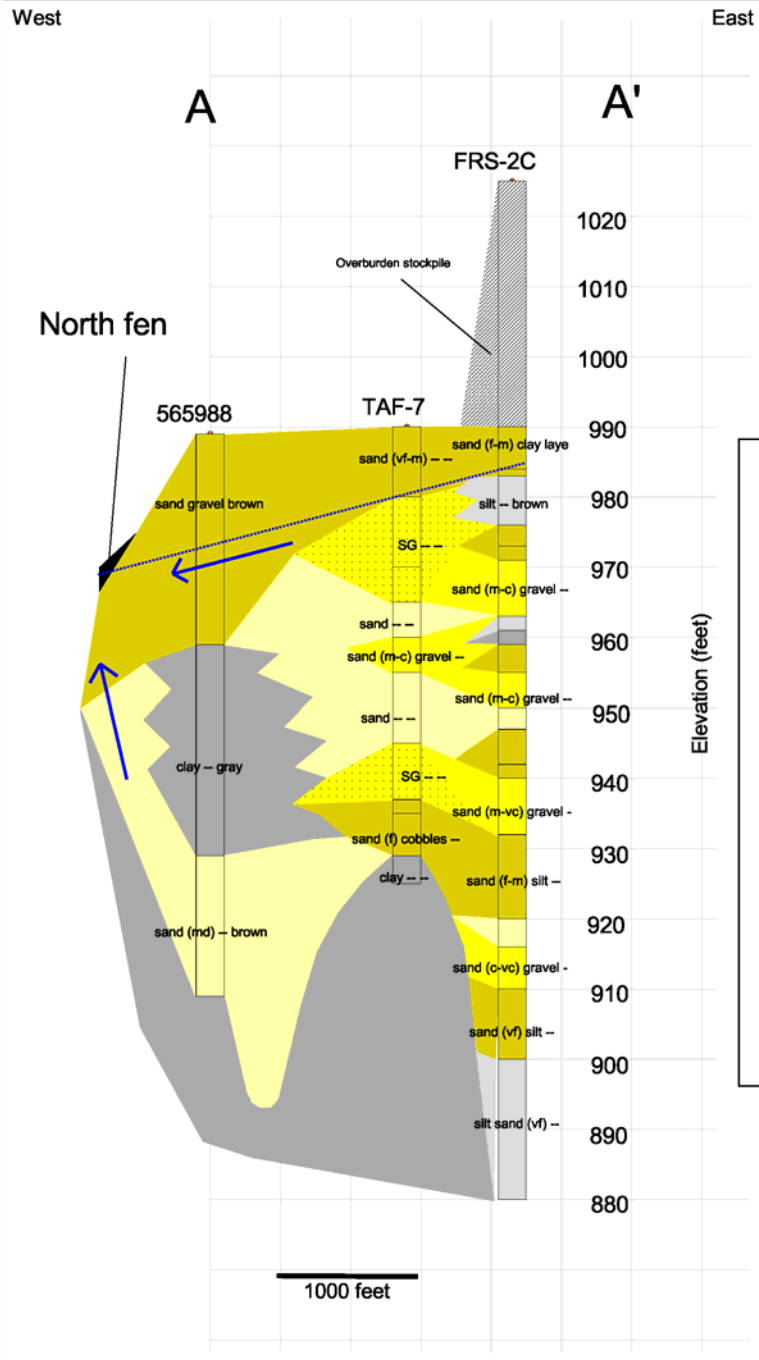 West
East
A
A'
FRS-2C
1020
Overburden stockpile
1010
North fen
1000
565988
TAF-7
990
sand (f-m) clay laye
sand (vf-m) -- --
980
sand gravel brown
silt -- brown
SG -- --
970
sand (m-c) gravel --
sand -- --
960
sand (m-c) gravel --
Elevation (feet)
sand (m-c) gravel --
950
sand -- --
clay -- gray
SG -- --
940
sand (m-vc) gravel -
sand (f) cobbles --
930
clay -- --
sand (f-m) silt --
920
sand (md) -- brown
sand (c-vc) gravel -
910
sand (vf) silt --
900
silt sand (vf) --
890
880
1000 feet